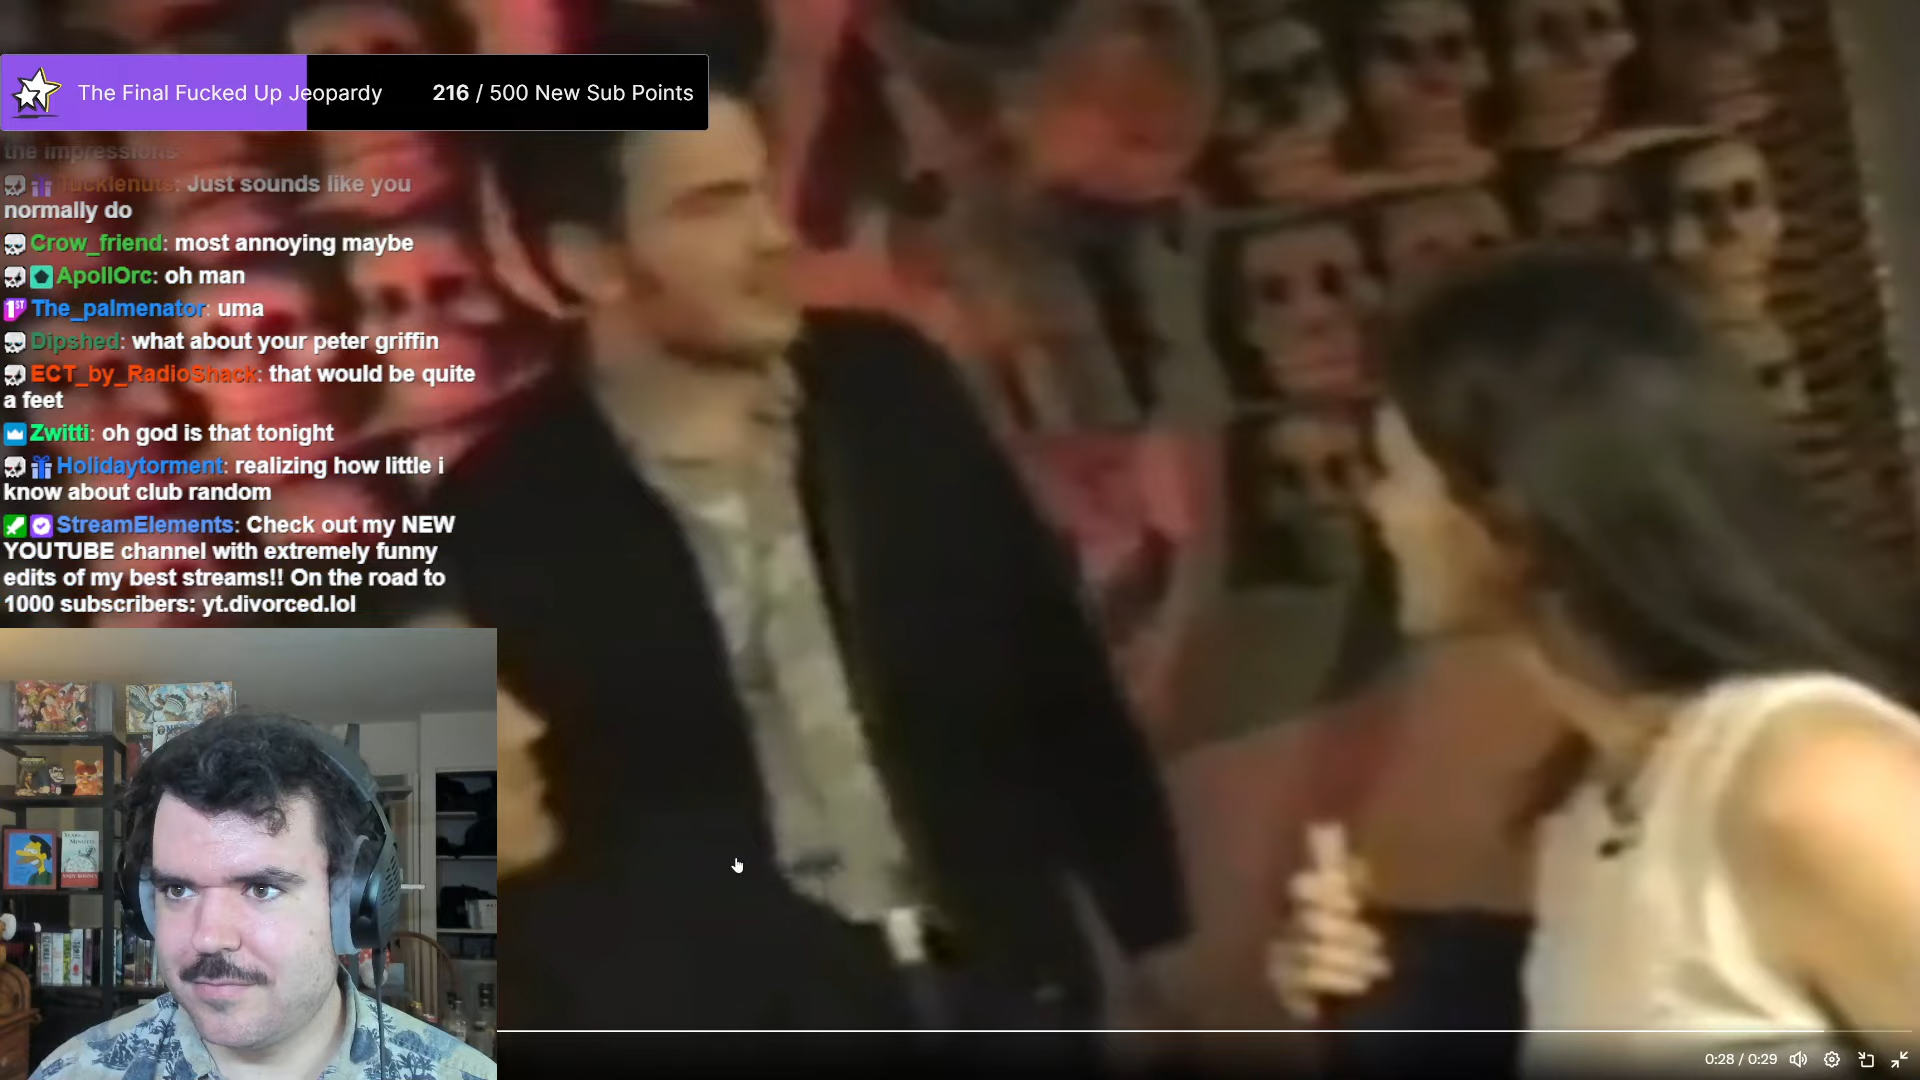 The Final Fucked Up Jeopardy 216 / 500 New Sub Points
the impressions
Tucklenuts: Just sounds like you
normally do
Crow_friend: most annoying maybe
ApollOrc: oh man
1ST The_palmenator: uma
Dipshed: what about your peter griffin
ECT_by_RadioShack: that would be quite
a feet
Zwitti: oh god is that tonight
Holidaytorment: realizing how little i
know about club random
StreamElements: Check out my NEW
YOUTUBE channel with extremely funny
edits of my best streams!! On the road to
1000 subscribers: yt.divorced.lol
0:28 / 0:29